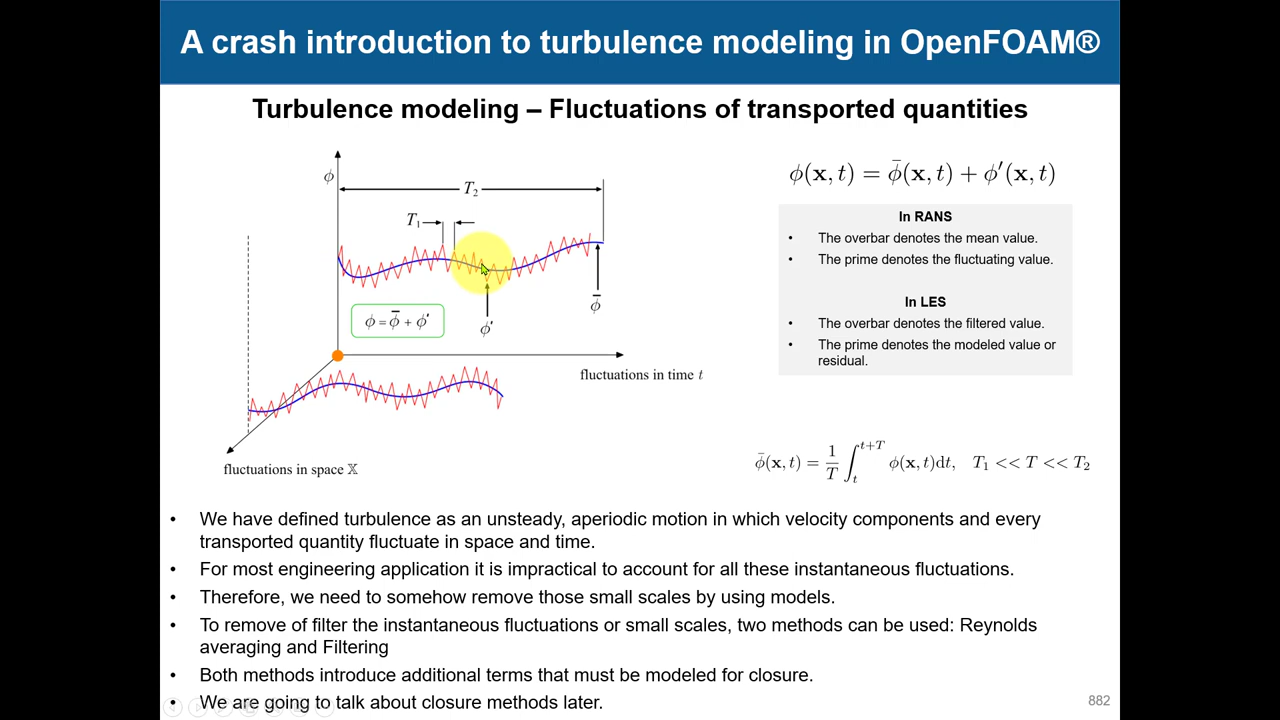 A crash introduction to turbulence modeling in OpenFOAM®
Turbulence modeling – Fluctuations of transported quantities
ϕ
T₂
T₁
ϕ = ϕ̅ + ϕ′
ϕ′
ϕ̅
fluctuations in time t
fluctuations in space 𝕏
ϕ(x, t) = ϕ̄(x, t) + ϕ′(x, t)
In RANS
• The overbar denotes the mean value.
• The prime denotes the fluctuating value.
In LES
• The overbar denotes the filtered value.
• The prime denotes the modeled value or
residual.
ϕ̄(x, t) = 1/T ∫ₜᵗ⁺ᵀ ϕ(x, t)dt, T₁ << T << T₂
• We have defined turbulence as an unsteady, aperiodic motion in which velocity components and every
transported quantity fluctuate in space and time.
• For most engineering application it is impractical to account for all these instantaneous fluctuations.
• Therefore, we need to somehow remove those small scales by using models.
• To remove of filter the instantaneous fluctuations or small scales, two methods can be used: Reynolds
averaging and Filtering
• Both methods introduce additional terms that must be modeled for closure.
• We are going to talk about closure methods later.
882